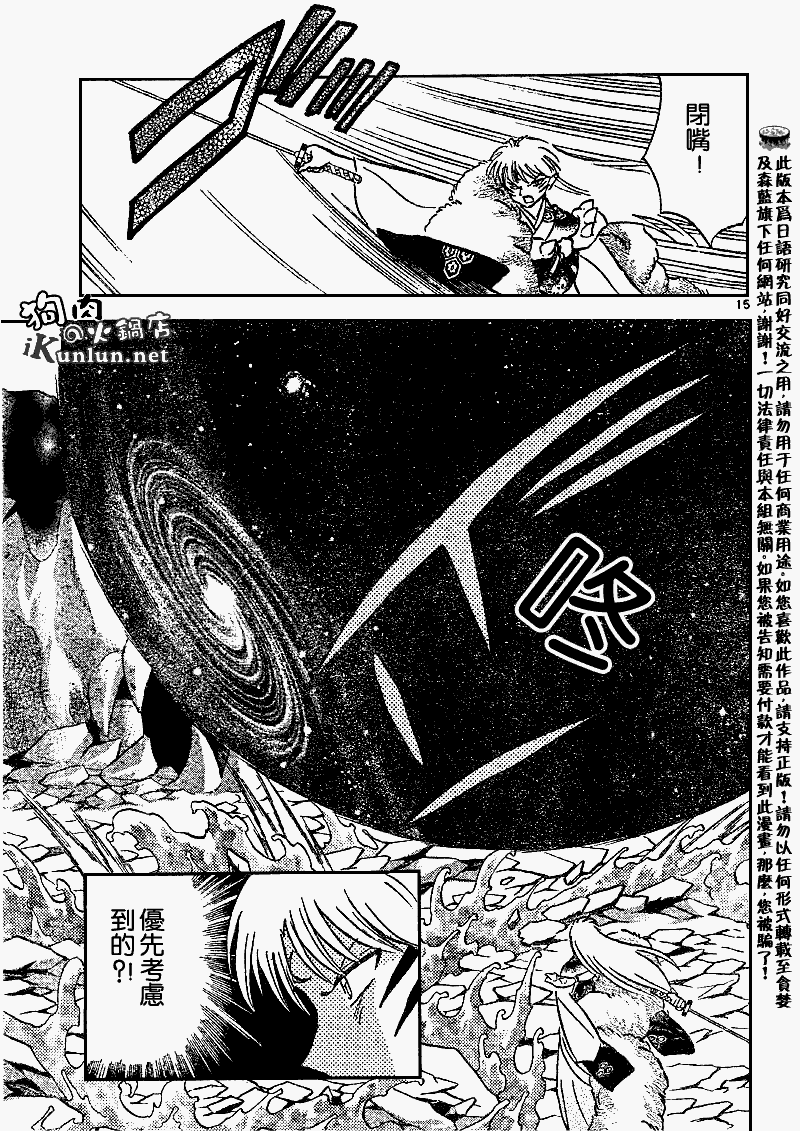 閉
嘴
！
15
狗肉
@火鍋店
iKunlun.net
咚
優先考慮
到的?!
此版本爲日語研究同好交流之用，請勿用于任何商業用途。如您喜歡此作品，請支持正版！請勿以任何形式轉載至貪婪
及森藍旗下任何網站，謝謝！一切法律責任與本組無關。如果您被告知需要付款才能看到此漫畫，那麼，您被騙了！